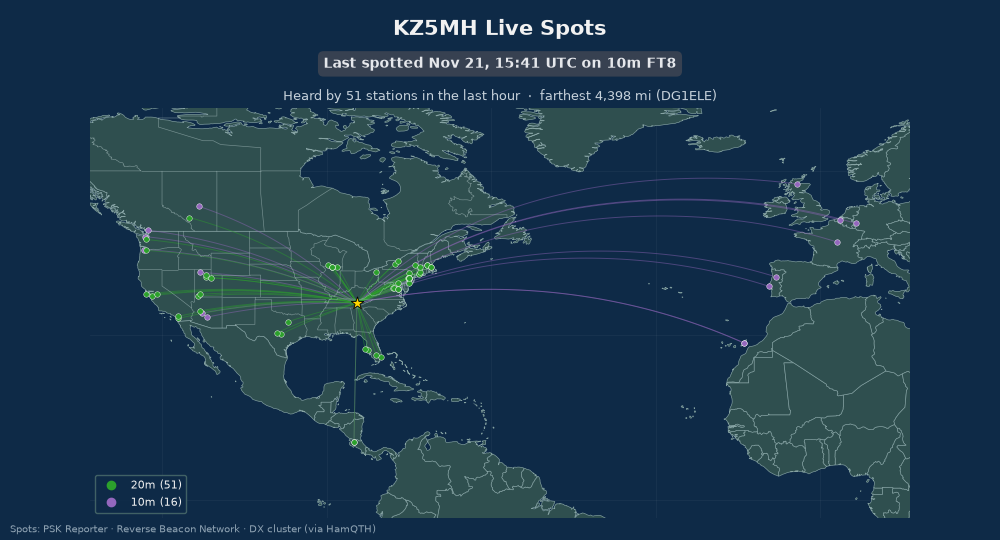 KZ5MH Live Spots
Last spotted Nov 21, 15:41 UTC on 10m FT8
Heard by 51 stations in the last hour · farthest 4,398 mi (DG1ELE)
20m (51)
10m (16)
Spots: PSK Reporter · Reverse Beacon Network · DX cluster (via HamQTH)